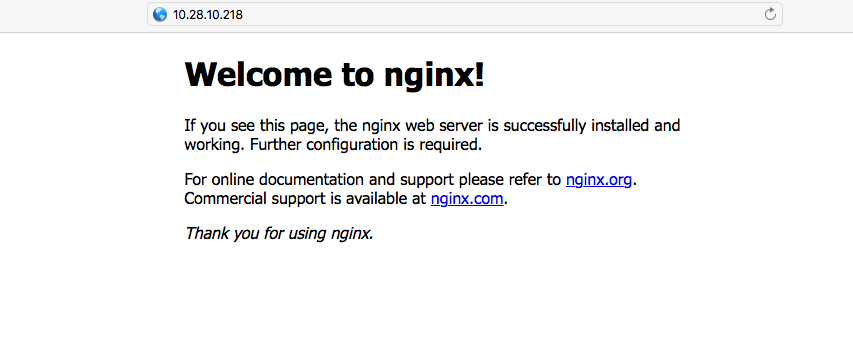 10.28.10.218
Welcome to nginx!
If you see this page, the nginx web server is successfully installed and
working. Further configuration is required.
For online documentation and support please refer to nginx.org.
Commercial support is available at nginx.com.
Thank you for using nginx.